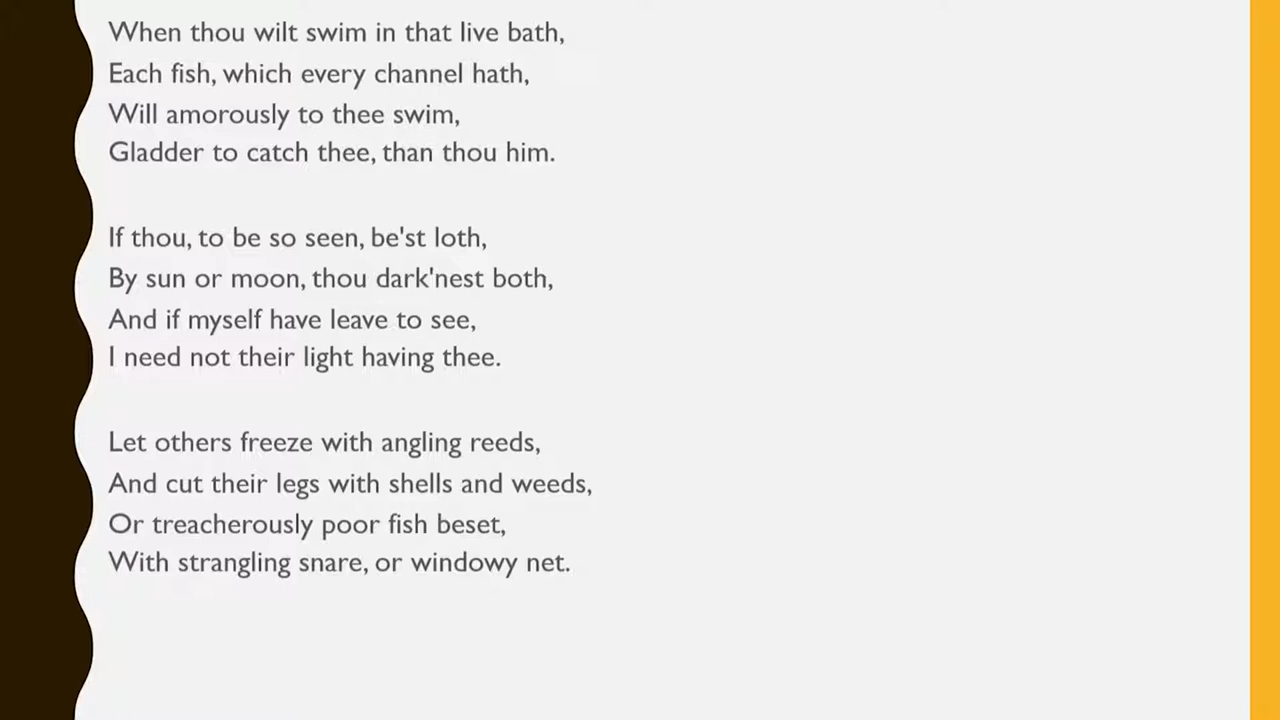 When thou wilt swim in that live bath,
Each fish, which every channel hath,
Will amorously to thee swim,
Gladder to catch thee, than thou him.
If thou, to be so seen, be'st loth,
By sun or moon, thou dark'nest both,
And if myself have leave to see,
I need not their light having thee.
Let others freeze with angling reeds,
And cut their legs with shells and weeds,
Or treacherously poor fish beset,
With strangling snare, or windowy net.